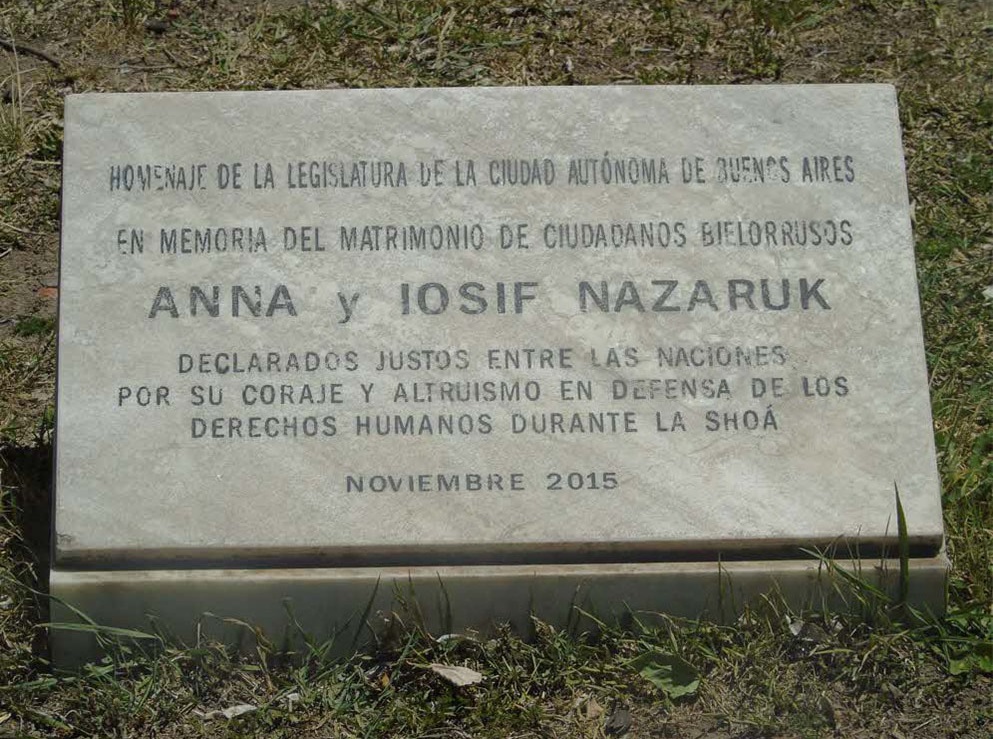 HOMENAJE DE LA LEGISLATURA DE LA CIUDAD AUTÓNOMA DE BUENOS AIRES
EN MEMORIA DEL MATRIMONIO DE CIUDADANOS BIELORRUSOS
ANNA y IOSIF NAZARUK
DECLARADOS JUSTOS ENTRE LAS NACIONES
POR SU CORAJE Y ALTRUISMO EN DEFENSA DE LOS
DERECHOS HUMANOS DURANTE LA SHOÁ
NOVIEMBRE 2015